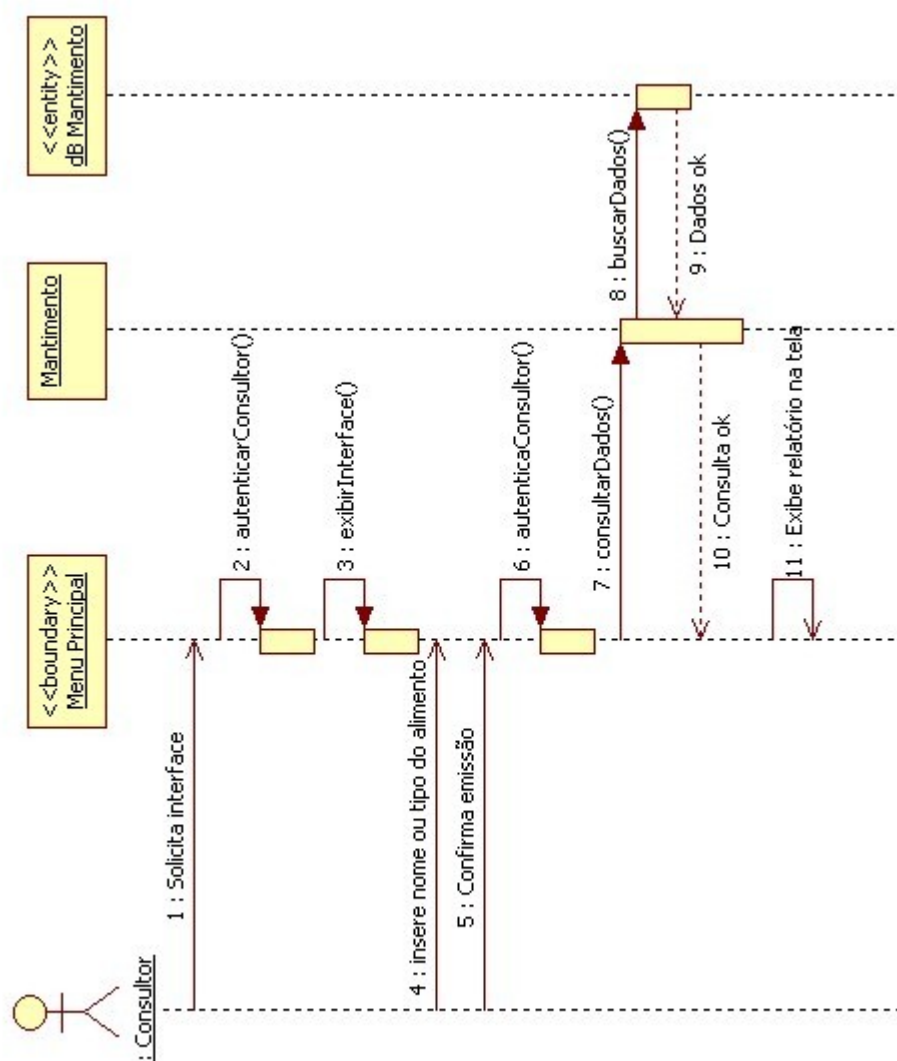 : Consultor
<<boundary>>
Menu Principal
Mantimento
<<entity>>
dB Mantimento
1 : Solicita interface
2 : autenticarConsultor()
3 : exibirInterface()
4 : insere nome ou tipo do alimento
5 : Confirma emissão
6 : autenticaConsultor()
7 : consultarDados()
8 : buscarDados()
9 : Dados ok
10 : Consulta ok
11 : Exibe relatório na tela